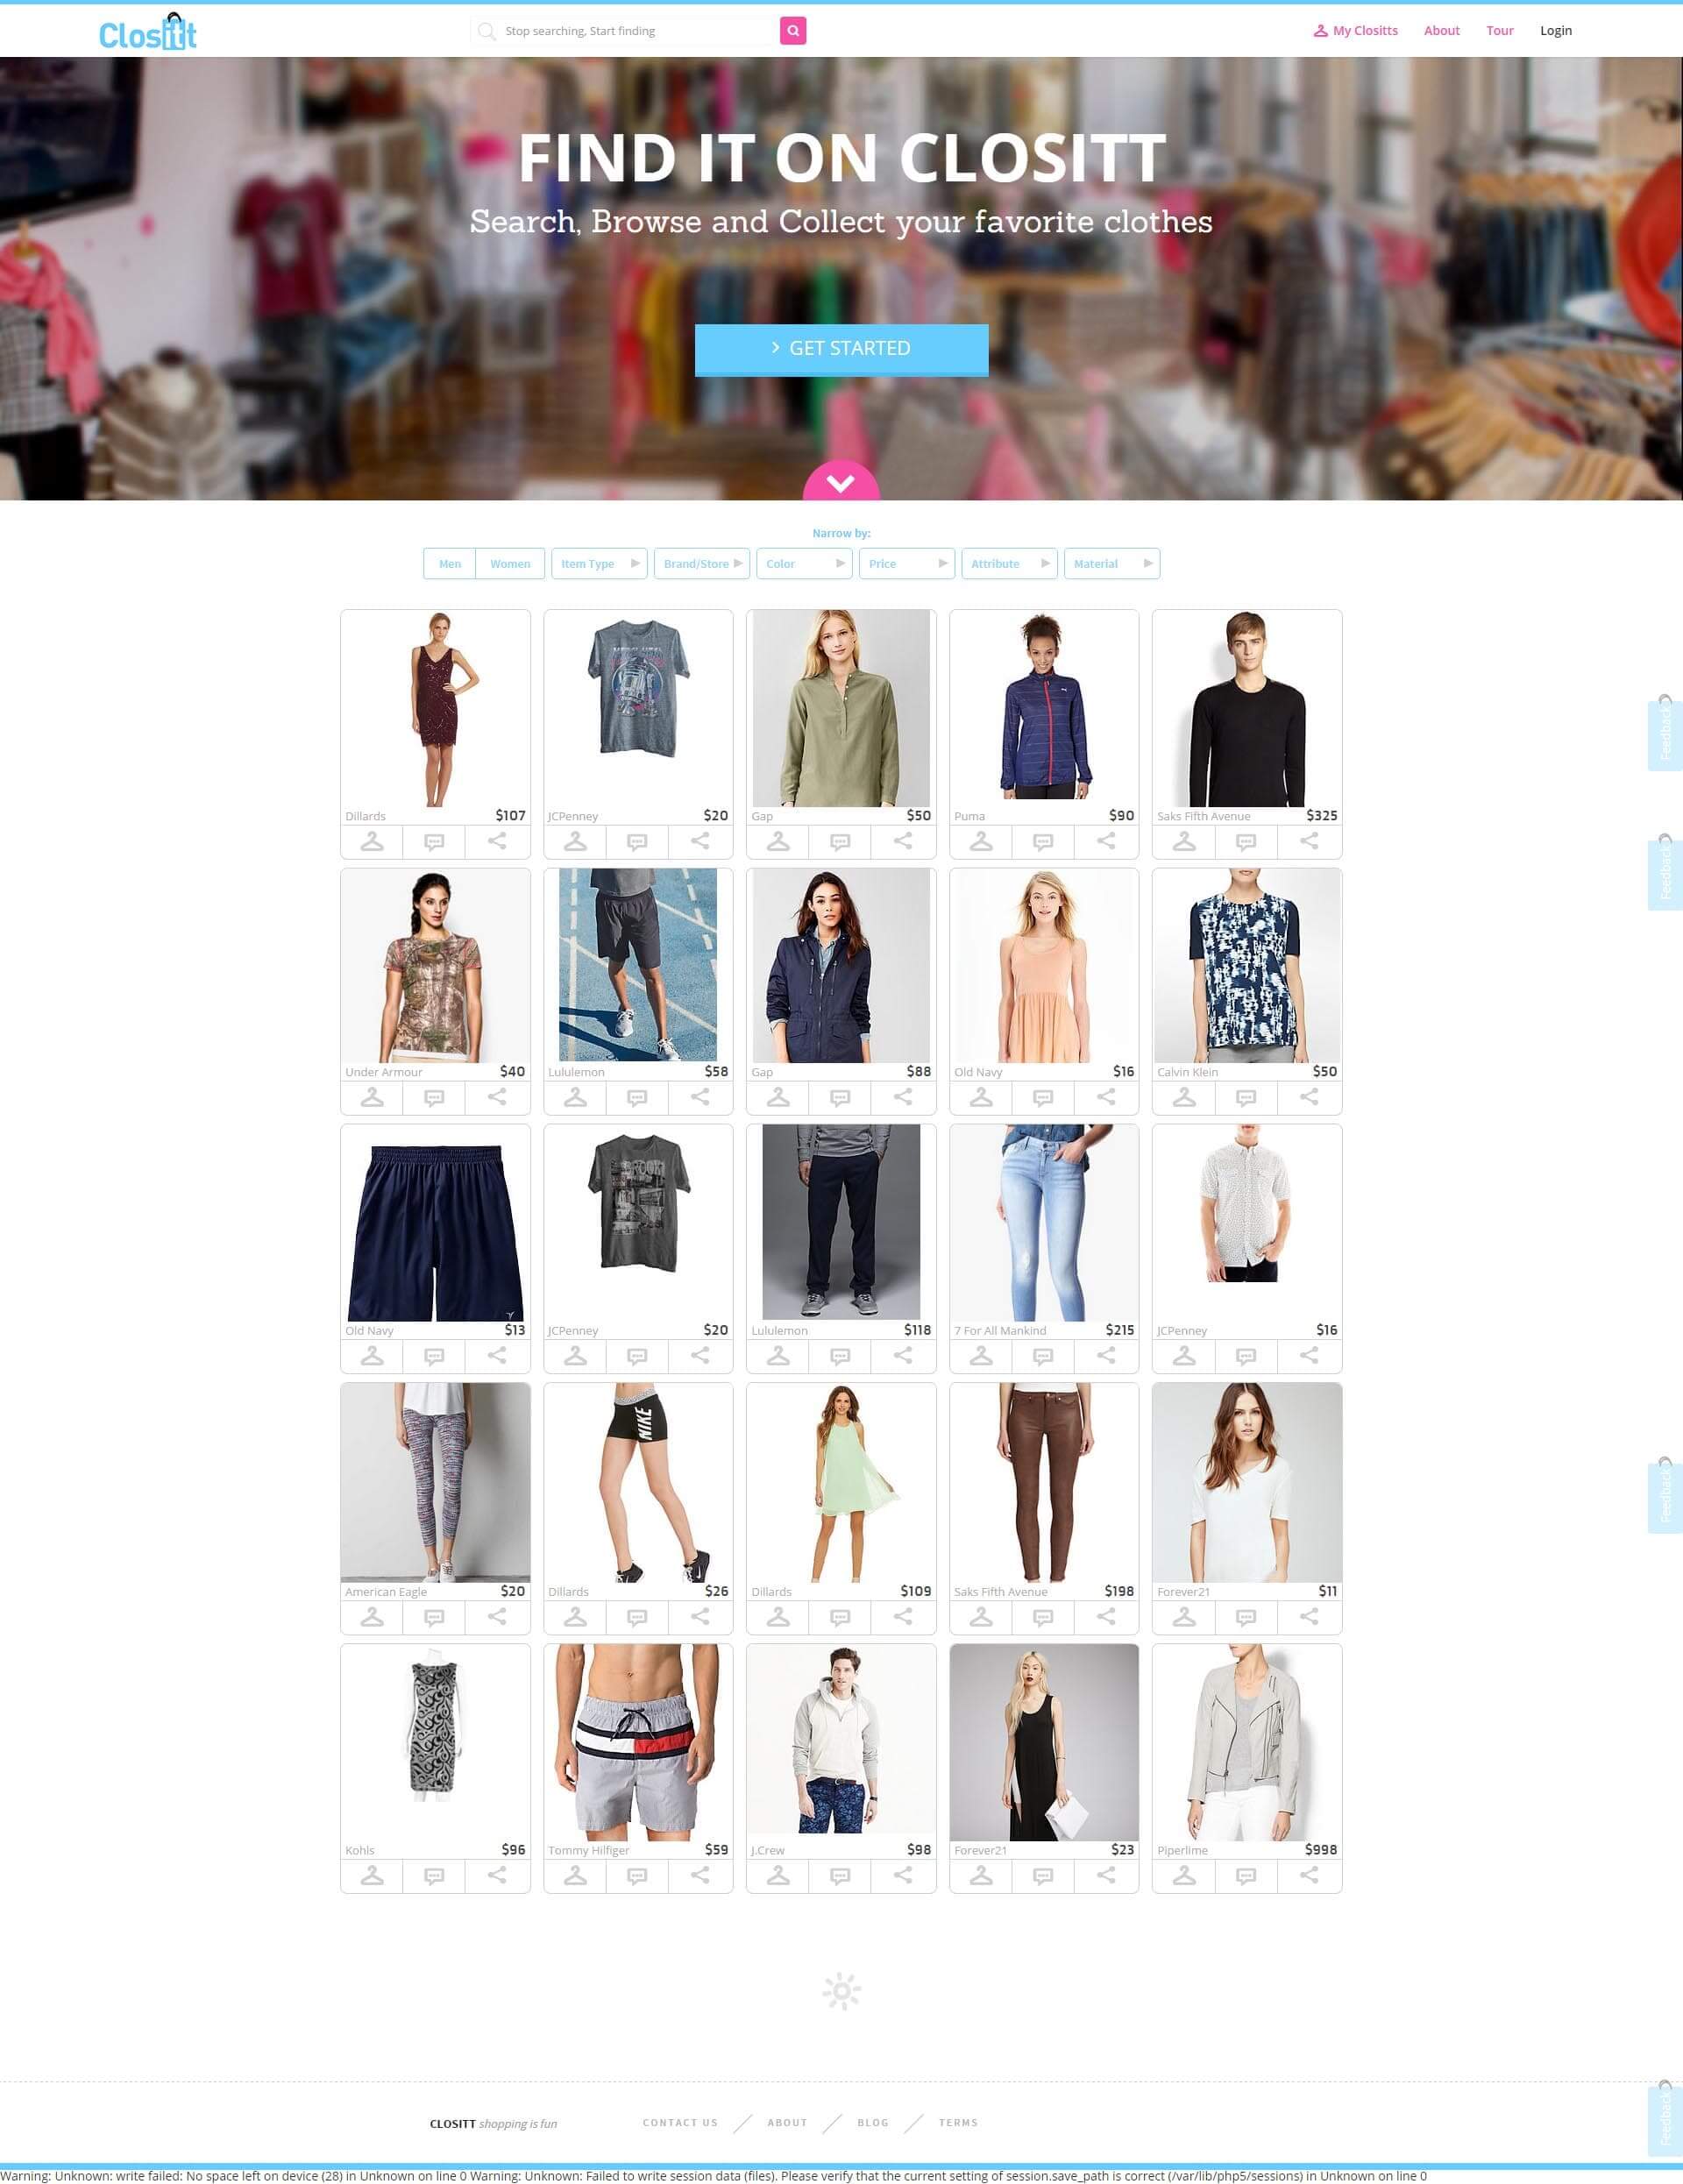 Clositt
Stop searching, Start finding
My Clositts About Tour Login
FIND IT ON CLOSITT
Search, Browse and Collect your favorite clothes
GET STARTED
Narrow by:
Men Women Item Type Brand/Store Color Price Attribute Material
Dillards $107 JCPenney $20 Gap $50 Puma $90 Saks Fifth Avenue $325
Feedback
Feedback
Under Armour $40 Lululemon $58 Gap $88 Old Navy $16 Calvin Klein $50
Old Navy $13 JCPenney $20 Lululemon $118 7 For All Mankind $215 JCPenney $16
NIKE
Feedback
American Eagle $20 Dillards $26 Dillards $109 Saks Fifth Avenue $198 Forever21 $11
Kohls $96 Tommy Hilfiger $59 J.Crew $98 Forever21 $23 Piperlime $998
CLOSITT shopping is fun CONTACT US ABOUT BLOG TERMS
Feedback
Warning: Unknown: write failed: No space left on device (28) in Unknown on line 0 Warning: Unknown: Failed to write session data (files). Please verify that the current setting of session.save_path is correct (/var/lib/php5/sessions) in Unknown on line 0